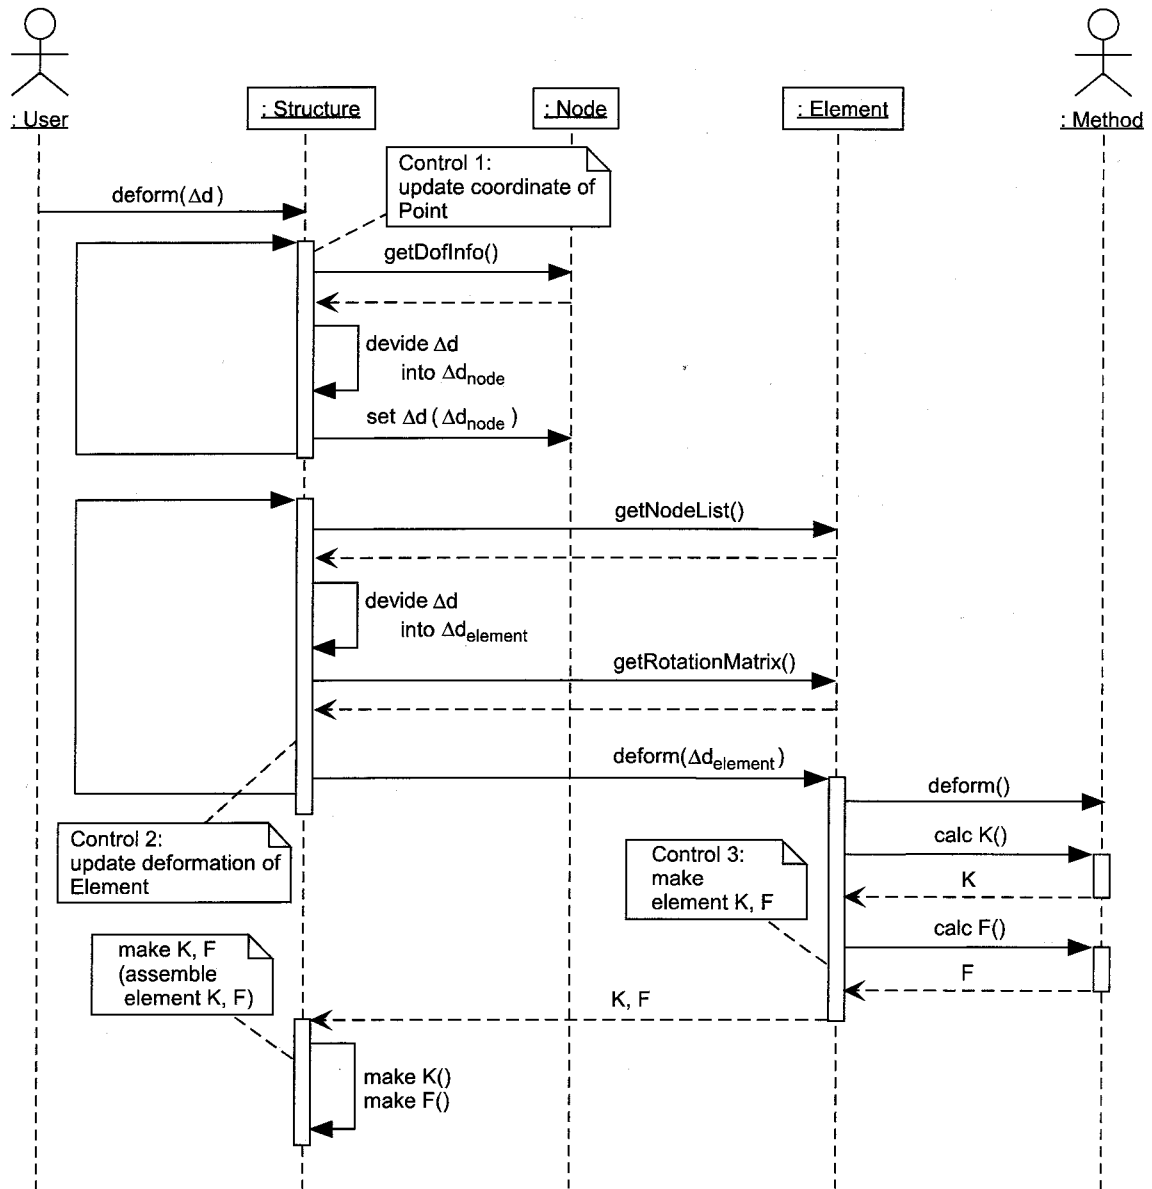 : User
: Structure
: Node
: Element
: Method
Control 1:
update coordinate of
Point
deform(Δd)
getDofInfo()
devide Δd
into Δdnode
set Δd (Δdnode)
getNodeList()
devide Δd
into Δdelement
getRotationMatrix()
deform(Δdelement)
deform()
Control 2:
update deformation of
Element
Control 3:
make
element K, F
calc K()
K
calc F()
F
make K, F
(assemble
element K, F)
K, F
make K()
make F()